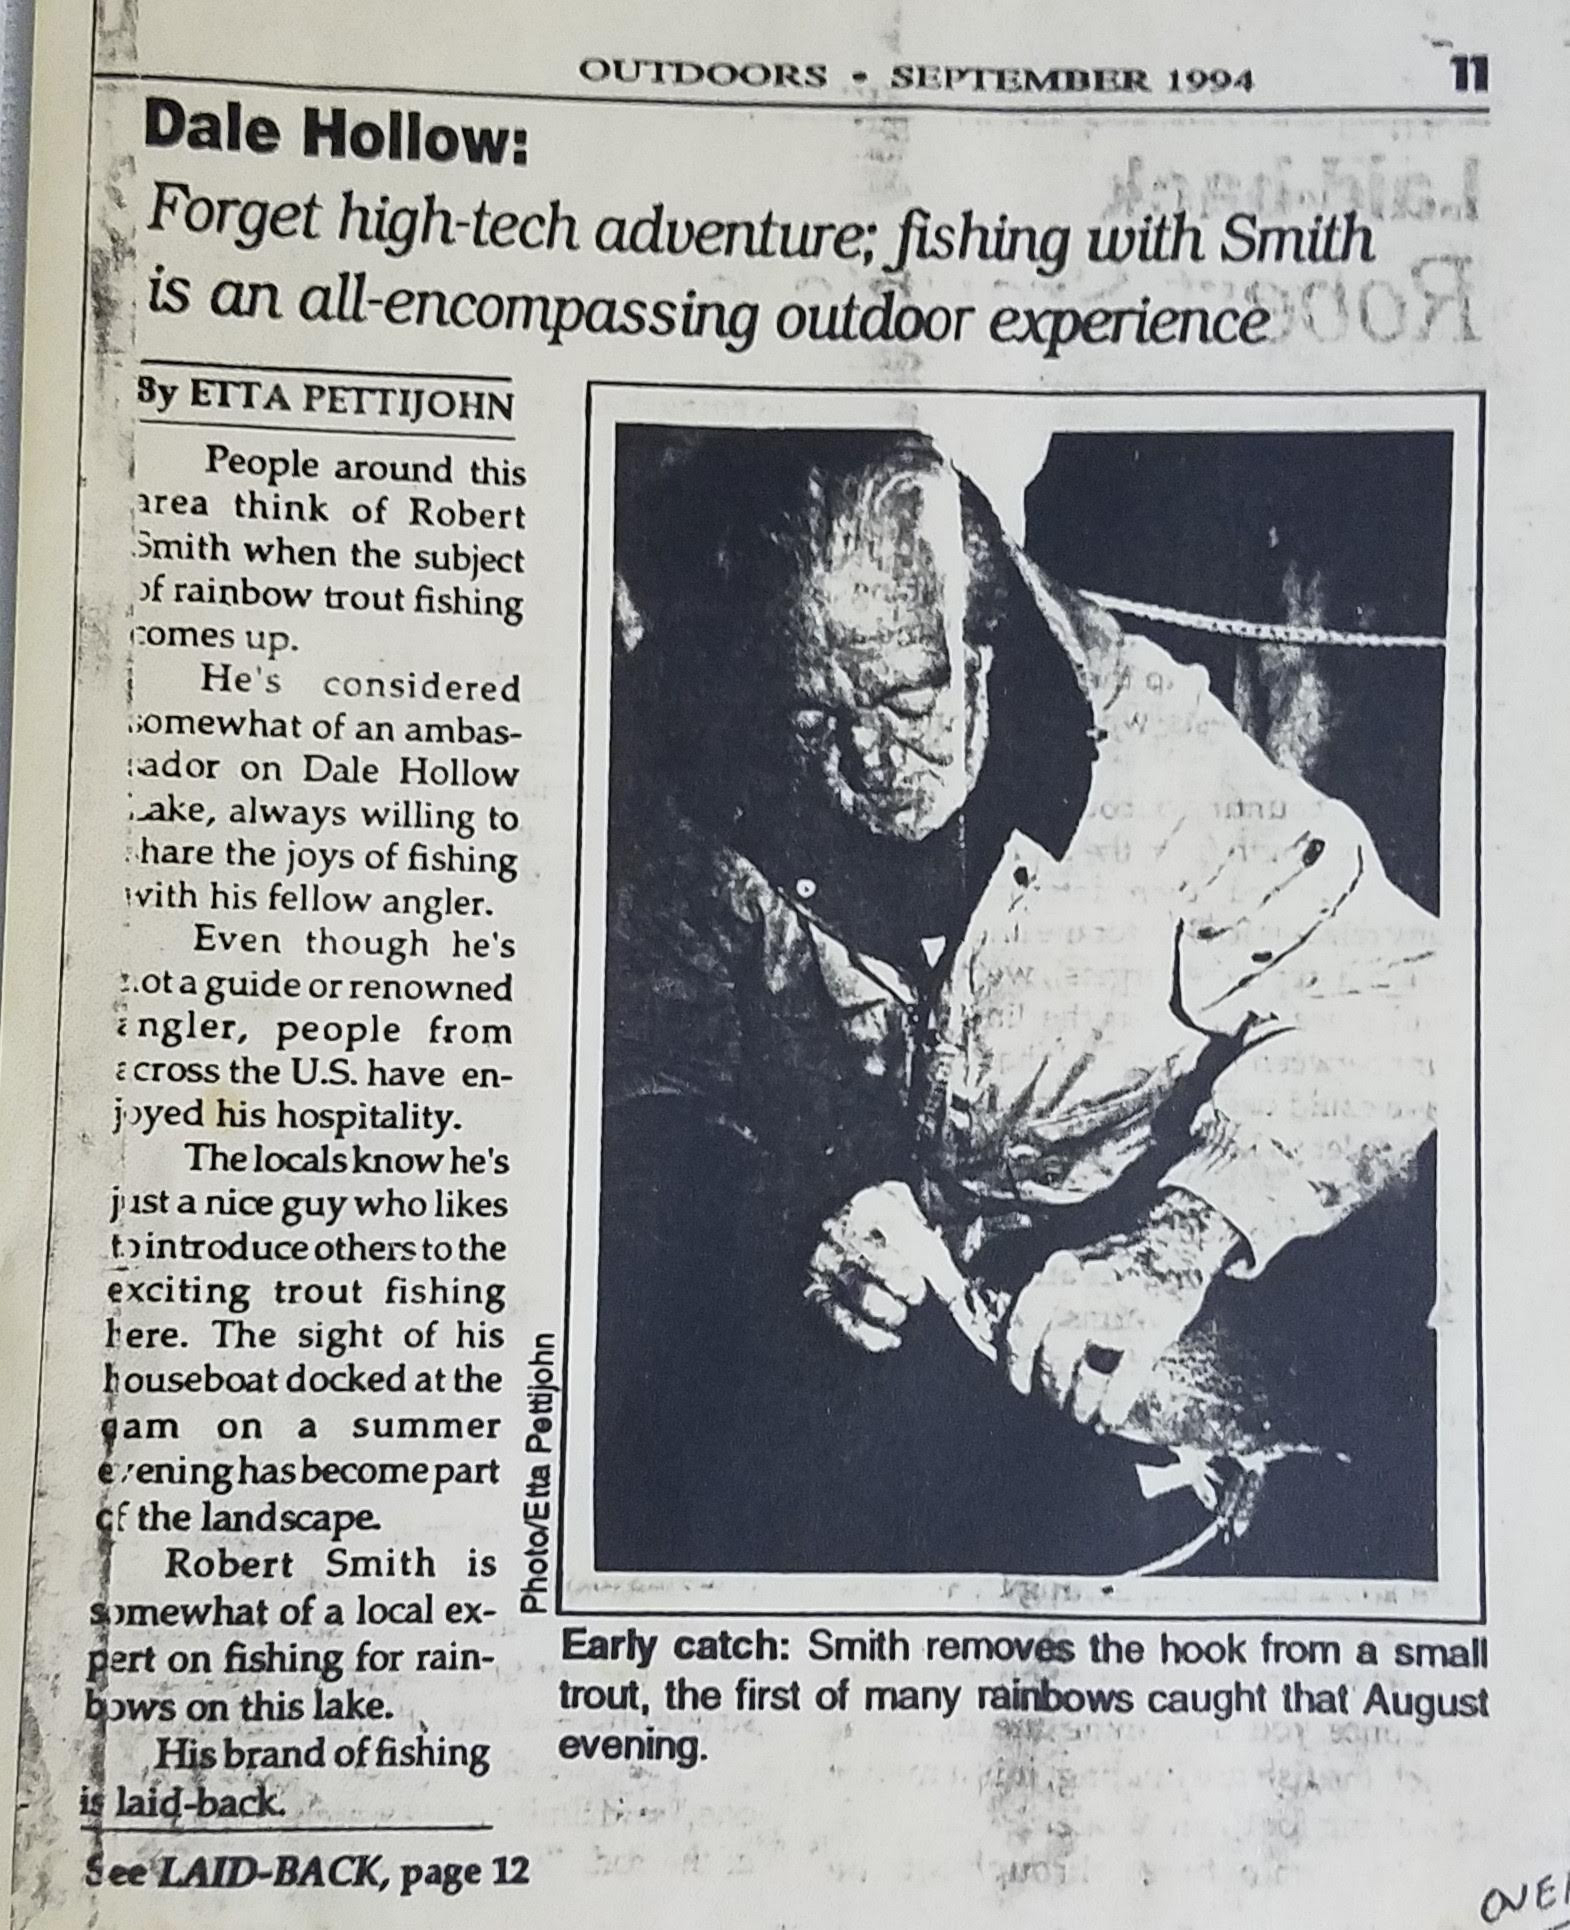 OUTDOORS • SEPTEMBER 1994 11
Dale Hollow:
Forget high-tech adventure; fishing with Smith
is an all-encompassing outdoor experience
By ETTA PETTIJOHN
People around this
area think of Robert
Smith when the subject
of rainbow trout fishing
comes up.
He's considered
somewhat of an ambas-
sador on Dale Hollow
Lake, always willing to
share the joys of fishing
with his fellow angler.
Even though he's
not a guide or renowned
angler, people from
across the U.S. have en-
joyed his hospitality.
The locals know he's
just a nice guy who likes
to introduce others to the
exciting trout fishing
here. The sight of his
houseboat docked at the
dam on a summer
evening has become part
of the landscape.
Robert Smith is
somewhat of a local ex-
pert on fishing for rain-
bows on this lake.
His brand of fishing
is laid-back.
See LAID-BACK, page 12
Photo/Etta Pettijohn
Early catch: Smith removes the hook from a small
trout, the first of many rainbows caught that August
evening.